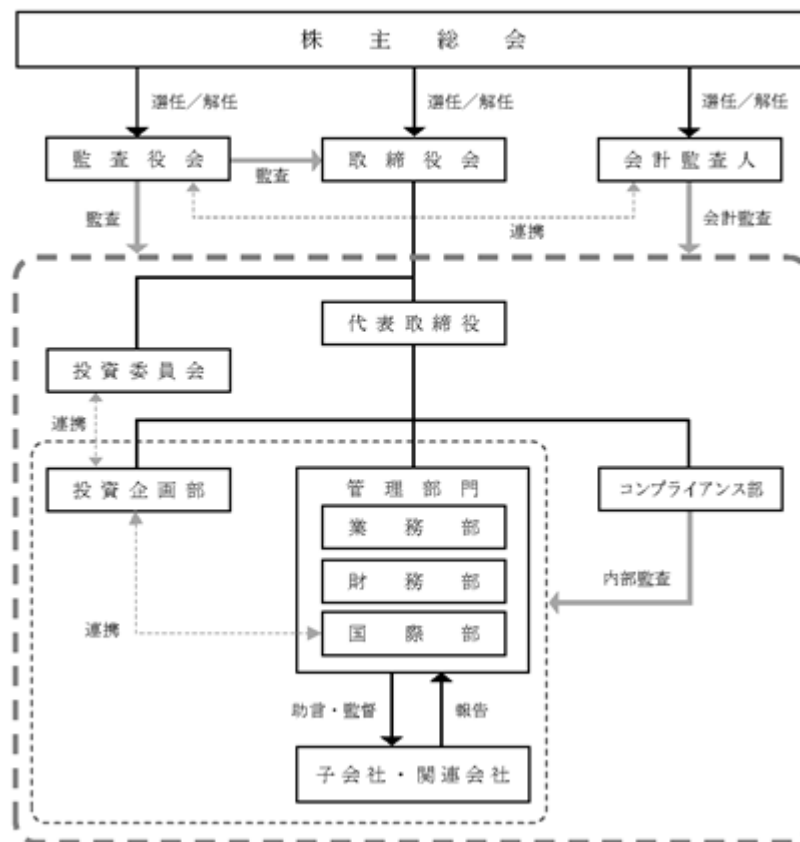 株主総会
選任／解任
選任／解任
選任／解任
監査役会
監査
取締役会
会計監査人
監査
連携
会計監査
代表取締役
投資委員会
連携
投資企画部
管理部門
コンプライアンス部
業務部
財務部
内部監査
国際部
連携
助言・監督
報告
子会社・関連会社